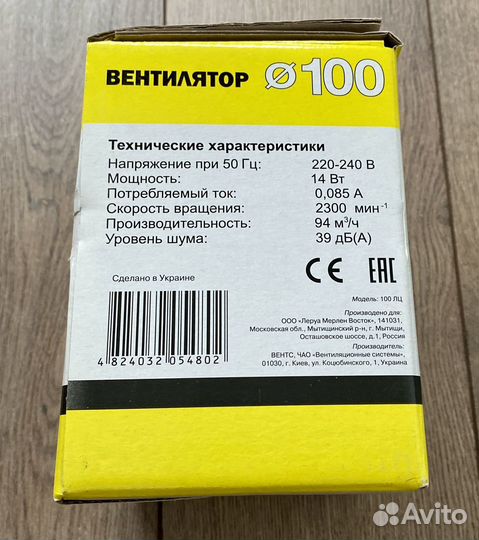 ВЕНТИЛЯТОР ø100
Технические характеристики
Напряжение при 50 Гц: 220-240 В
Мощность: 14 Вт
Потребляемый ток: 0,085 А
Скорость вращения: 2300 мин⁻¹
Производительность: 94 м³/ч
Уровень шума: 39 дБ(А)
Сделано в Украине
CE EAC
Модель: 100 ЛЦ
4 824032 054802
Произведено для:
ООО «Леруа Мерлен Восток», 141031,
Московская обл., Мытищинский р-н, г. Мытищи,
Осташовское шоссе, д.1, Россия
Производитель:
ВЕНТС, ЧАО «Вентиляционные системы»,
01030, г. Киев, ул. Коцюбинского, 1, Украина
Avito